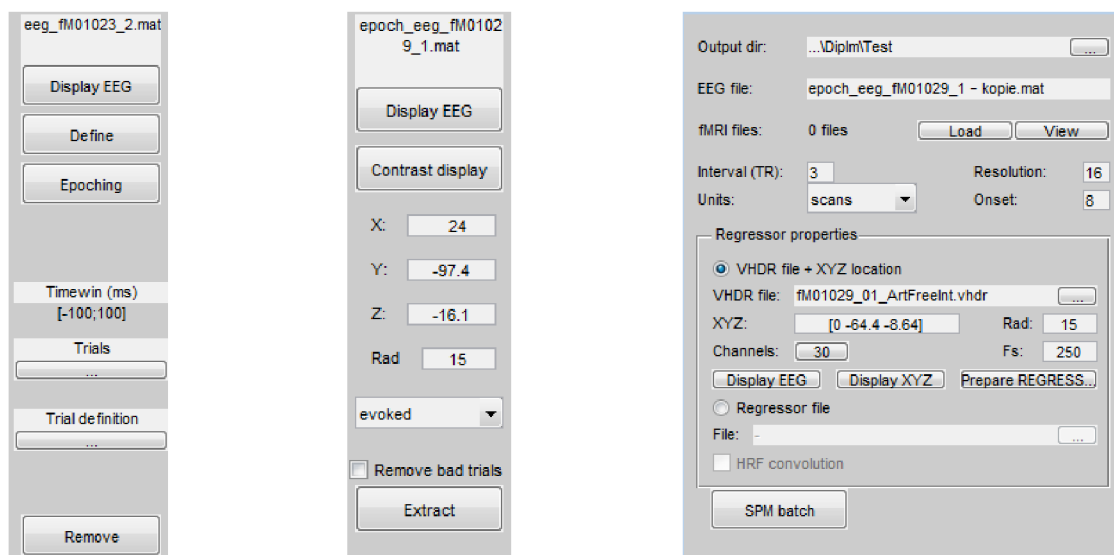 eeg_fM01023_2.mat
Display EEG
Define
Epoching
Timewin (ms)
[-100;100]
Trials
...
Trial definition
...
Remove
epoch_eeg_fM0102
9_1.mat
Display EEG
Contrast display
X: 24
Y: -97.4
Z: -16.1
Rad 15
evoked
Remove bad trials
Extract
Output dir: ...\Diplm\Test ...
EEG file: epoch_eeg_fM01029_1 - kopie.mat
fMRI files: 0 files Load View
Interval (TR): 3 Resolution: 16
Units: scans Onset: 8
Regressor properties
VHDR file + XYZ location
VHDR file: fM01029_01_ArtFreeInt.vhdr ...
XYZ: [0 -64.4 -8.64] Rad: 15
Channels: 30 Fs: 250
Display EEG Display XYZ Prepare REGRESS...
Regressor file
File: - ...
HRF convolution
SPM batch